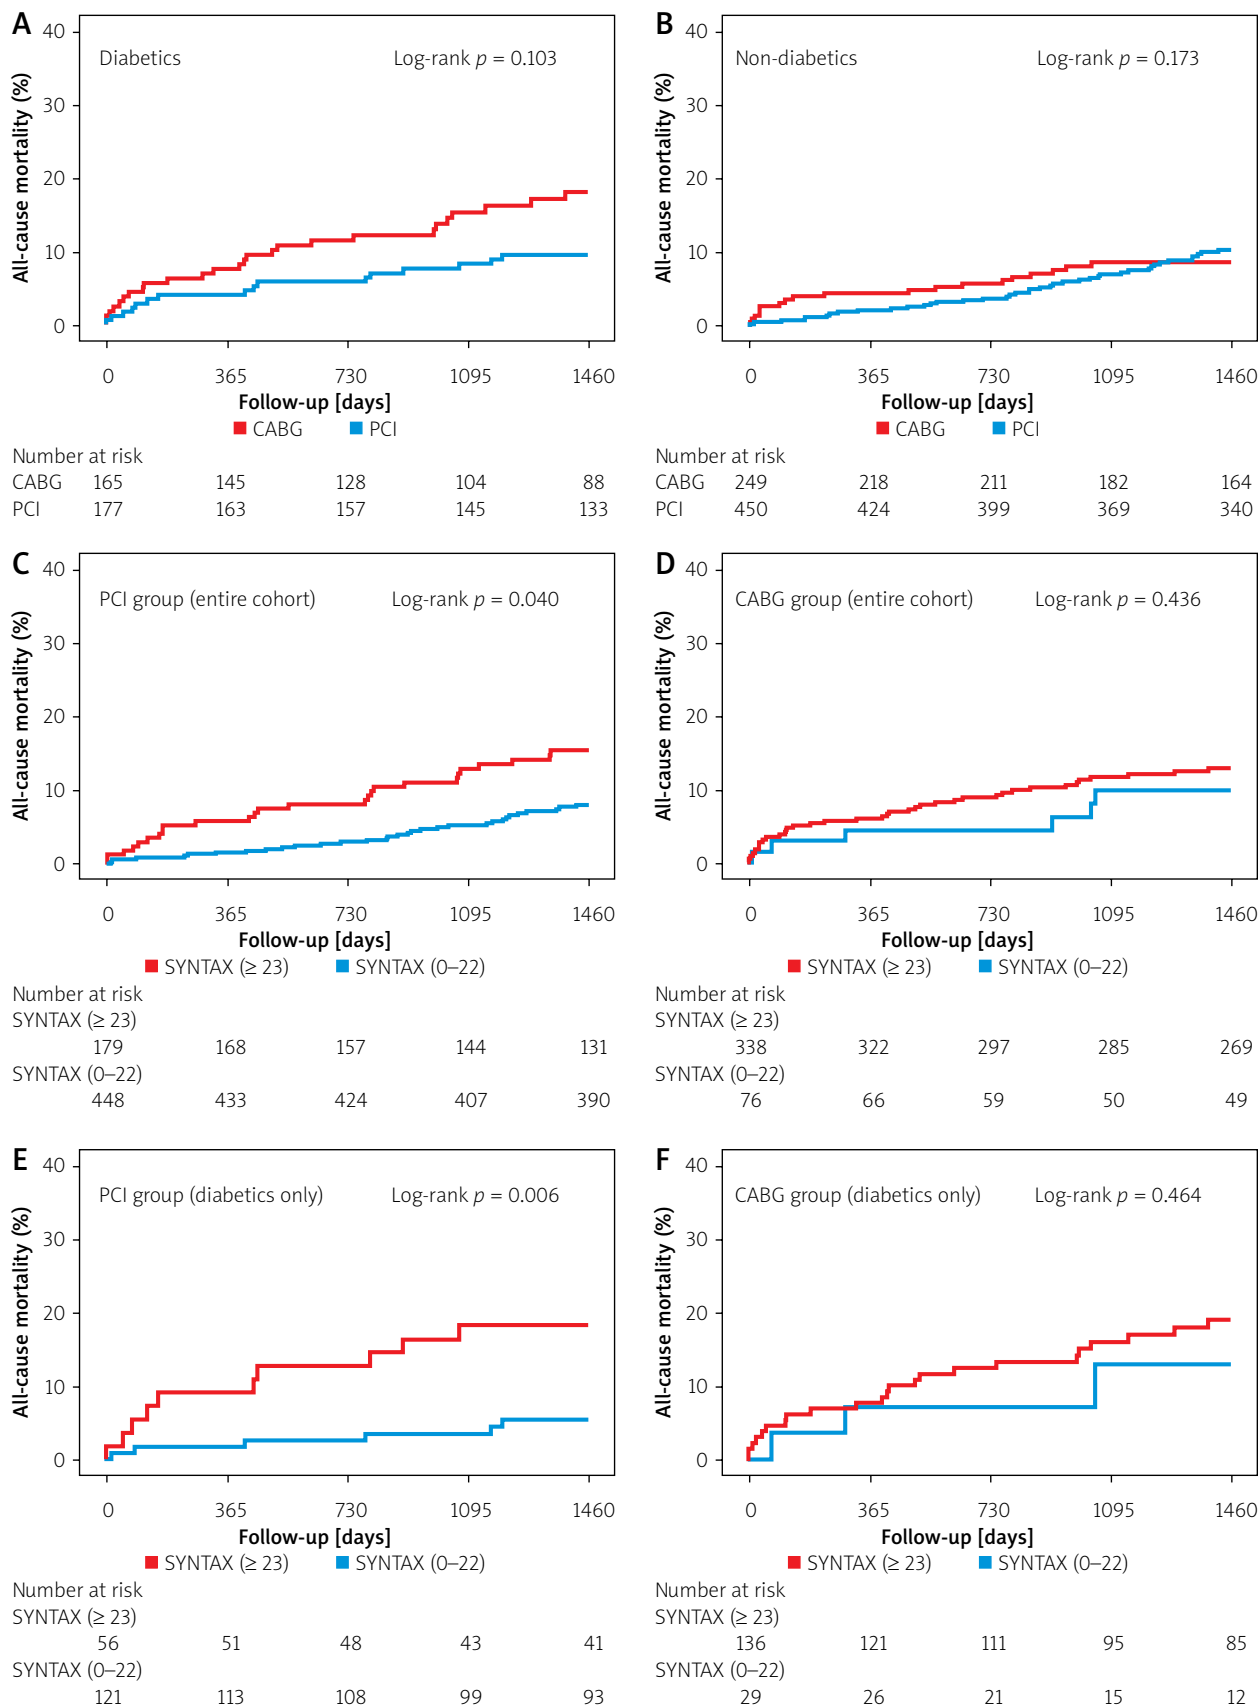 A
Diabetics
Log-rank p = 0.103
All-cause mortality (%)
40
30
20
10
0
0 365 730 1095 1460
Follow-up [days]
CABG PCI
Number at risk
CABG 165 145 128 104 88
PCI 177 163 157 145 133
B
Non-diabetics
Log-rank p = 0.173
All-cause mortality (%)
40
30
20
10
0
0 365 730 1095 1460
Follow-up [days]
CABG PCI
Number at risk
CABG 249 218 211 182 164
PCI 450 424 399 369 340
C
PCI group (entire cohort)
Log-rank p = 0.040
All-cause mortality (%)
40
30
20
10
0
0 365 730 1095 1460
Follow-up [days]
SYNTAX (≥ 23) SYNTAX (0–22)
Number at risk
SYNTAX (≥ 23)
179 168 157 144 131
SYNTAX (0–22)
448 433 424 407 390
D
CABG group (entire cohort)
Log-rank p = 0.436
All-cause mortality (%)
40
30
20
10
0
0 365 730 1095 1460
Follow-up [days]
SYNTAX (≥ 23) SYNTAX (0–22)
Number at risk
SYNTAX (≥ 23)
338 322 297 285 269
SYNTAX (0–22)
76 66 59 50 49
E
PCI group (diabetics only)
Log-rank p = 0.006
All-cause mortality (%)
40
30
20
10
0
0 365 730 1095 1460
Follow-up [days]
SYNTAX (≥ 23) SYNTAX (0–22)
Number at risk
SYNTAX (≥ 23)
56 51 48 43 41
SYNTAX (0–22)
121 113 108 99 93
F
CABG group (diabetics only)
Log-rank p = 0.464
All-cause mortality (%)
40
30
20
10
0
0 365 730 1095 1460
Follow-up [days]
SYNTAX (≥ 23) SYNTAX (0–22)
Number at risk
SYNTAX (≥ 23)
136 121 111 95 85
SYNTAX (0–22)
29 26 21 15 12